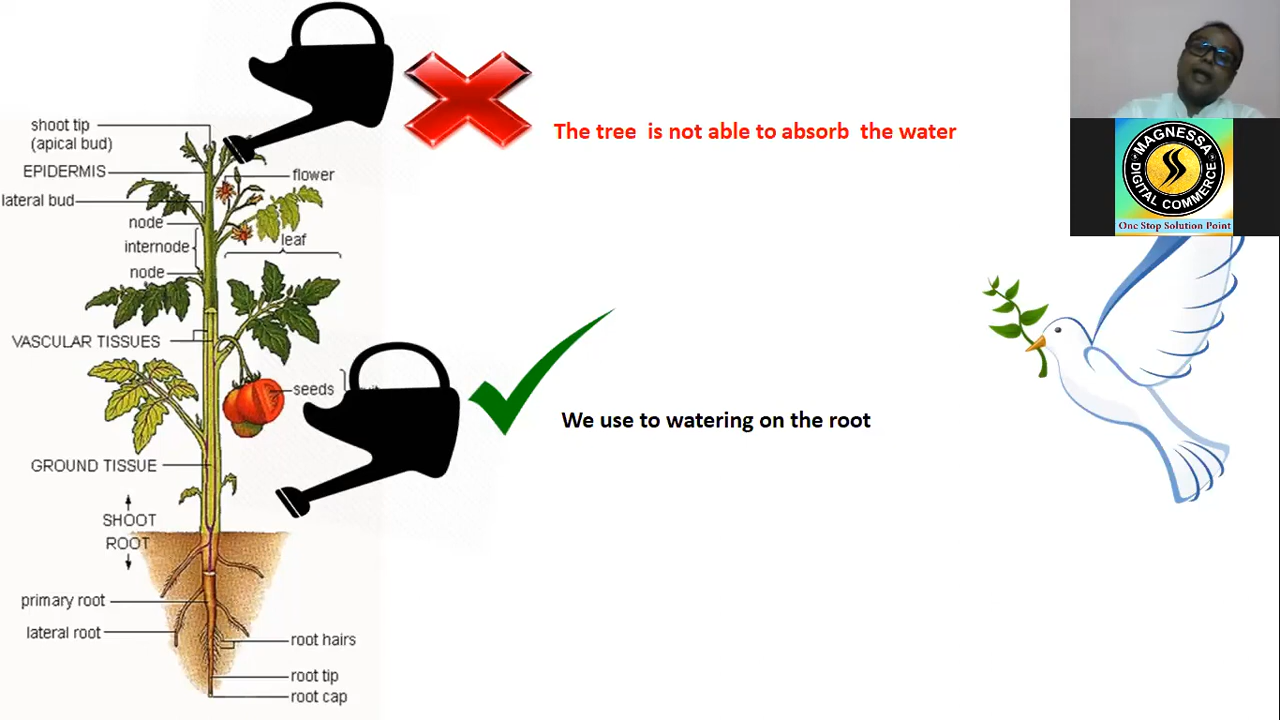 shoot tip
(apical bud)
EPIDERMIS
lateral bud
node
internode
node
flower
leaf
VASCULAR TISSUES
seeds
GROUND TISSUE
SHOOT
ROOT
primary root
lateral root
root hairs
root tip
root cap
The tree is not able to absorb the water
We use to watering on the root
MAGNESSA
DIGITAL COMMERCE
One Stop Solution Point